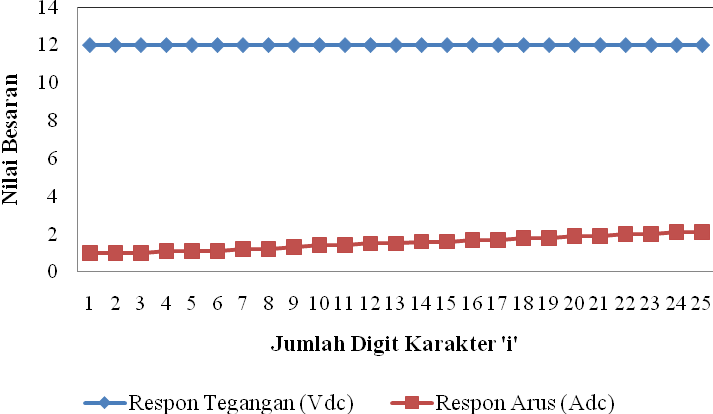 14
12
10
8
6
4
2
0
Nilai Besaran
1 2 3 4 5 6 7 8 9 10 11 12 13 14 15 16 17 18 19 20 21 22 23 24 25
Jumlah Digit Karakter 'i'
Respon Tegangan (Vdc) Respon Arus (Adc)